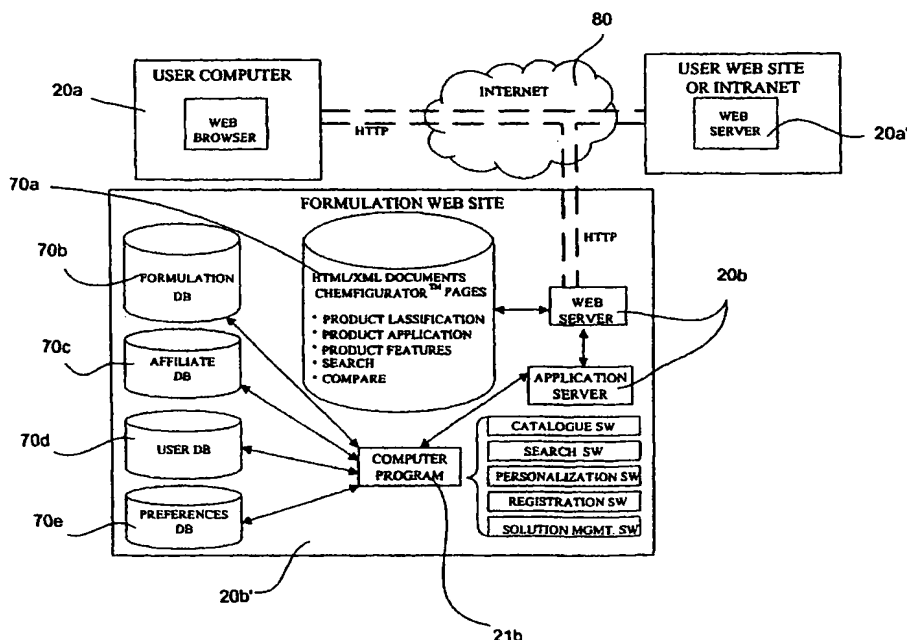 80
USER COMPUTER
20a
WEB
BROWSER
INTERNET
HTTP
USER WEB SITE
OR INTRANET
WEB
SERVER
20a'
70a
FORMULATION WEB SITE
70b
FORMULATION
DB
HTML/XML DOCUMENTS
CHEMFIGURATOR™ PAGES
• PRODUCT LASSIFICATION
• PRODUCT APPLICATION
• PRODUCT FEATURES
• SEARCH
• COMPARE
HTTP
WEB
SERVER
20b
70c
AFFILIATE
DB
APPLICATION
SERVER
70d
USER DB
COMPUTER
PROGRAM
CATALOGUE SW
SEARCH SW
PERSONALIZATION SW
REGISTRATION SW
SOLUTION MGMT. SW
70e
PREFERENCES
DB
20b'
21b